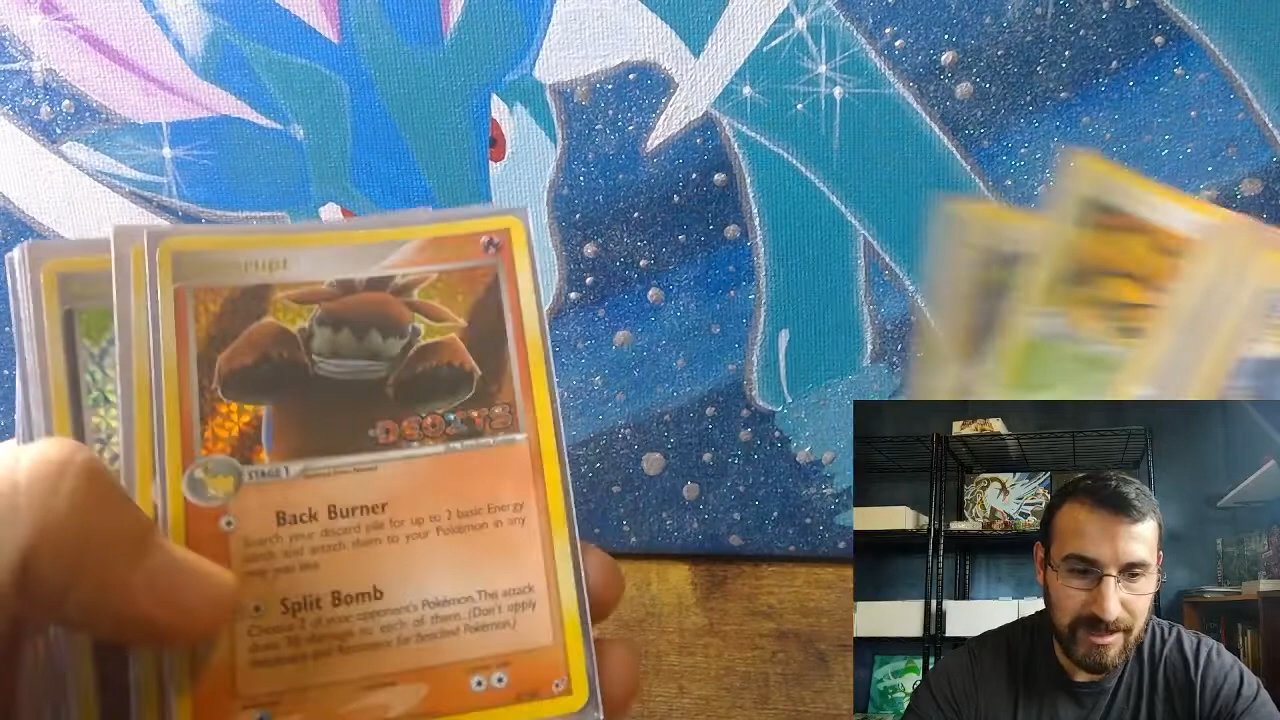 rupt
DEOXYS
STAGE 1
Back Burner
Search your discard pile for up to 2 basic Energy
cards and attach them to your Pokémon in any
way you like.
Split Bomb
Choose 2 of your opponent's Pokémon. This attack
does 30 damage to each of them. (Don't apply
Weakness and Resistance for Benched Pokémon.)